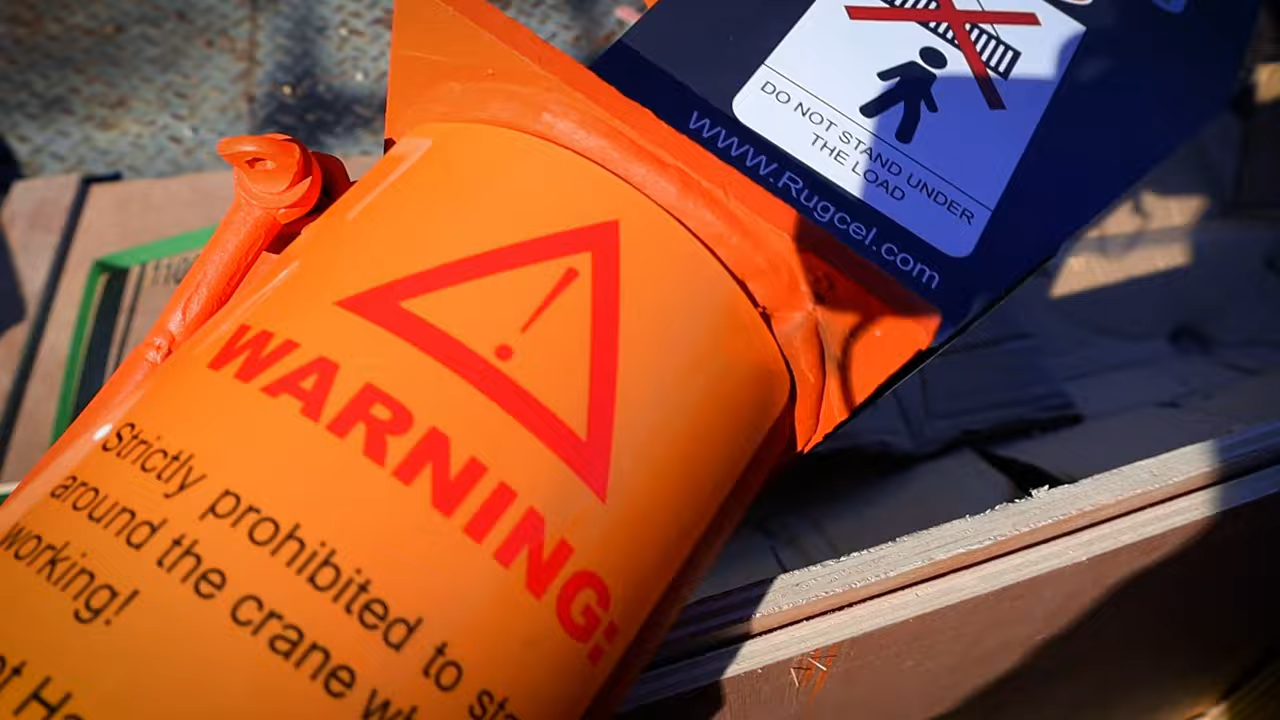 DO NOT STAND UNDER
THE LOAD
www.Rugcel.com
WARNING:
Strictly prohibited to
around the crane
working!